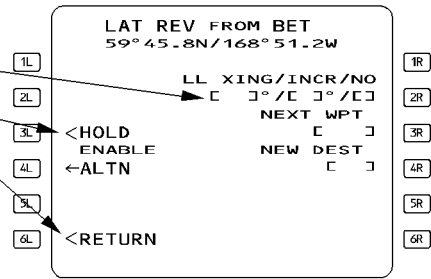 LAT REV FROM BET
59°45.8N/168°51.2W
1L 1R
LL XING/INCR/NO
2L [ ]°/[ ]°/[] 2R
NEXT WPT
3L <HOLD [ ] 3R
ENABLE NEW DEST
4L ←ALTN [ ] 4R
5L 5R
6L <RETURN 6R